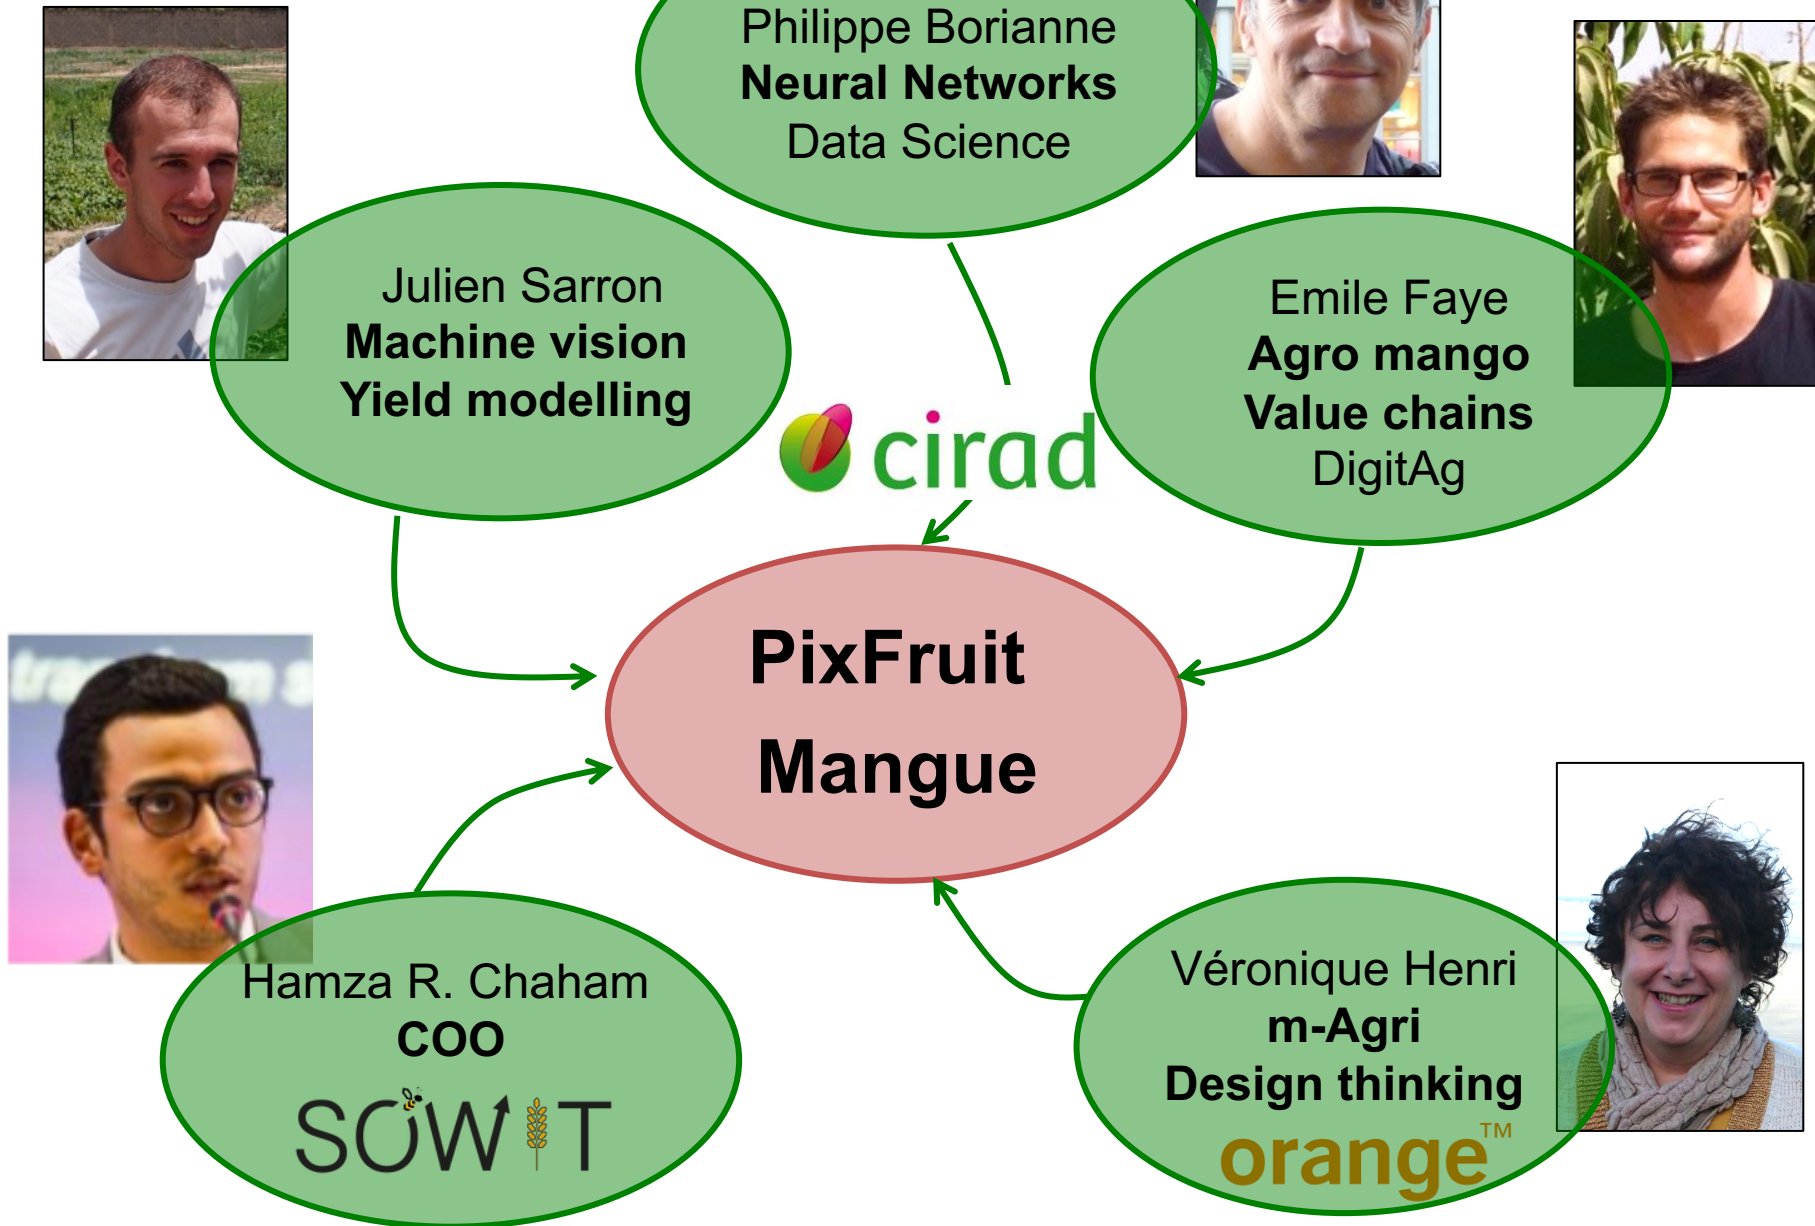 Philippe Borianne
Neural Networks
Data Science
Julien Sarron
Machine vision
Yield modelling
Emile Faye
Agro mango
Value chains
DigitAg
cirad
PixFruit
Mangue
Hamza R. Chaham
COO
SOWIT
Véronique Henri
m-Agri
Design thinking
orange™